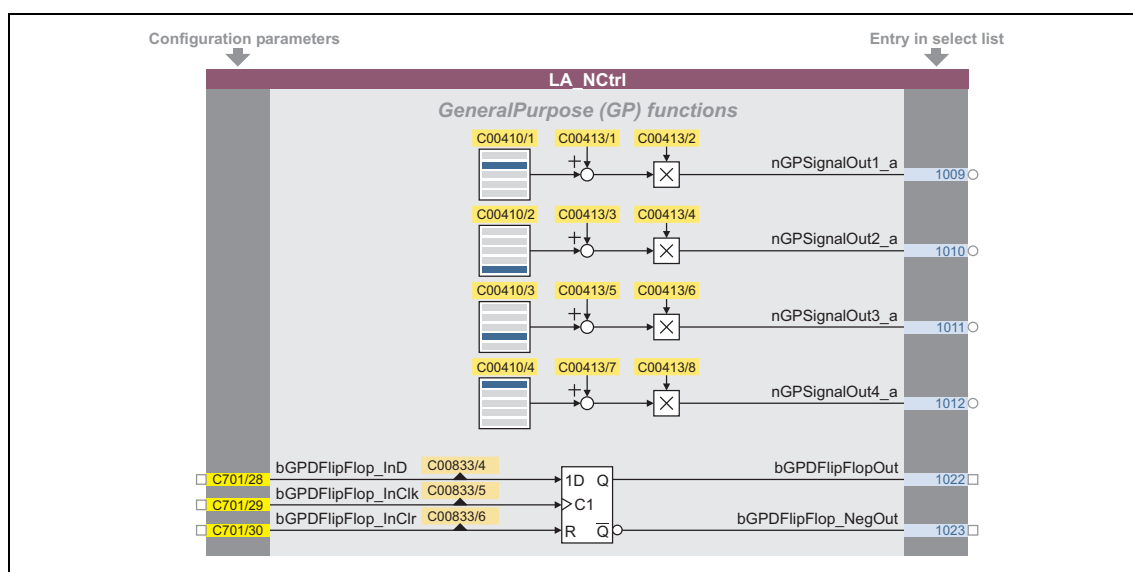 Configuration parameters Entry in select list
LA_NCtrl
GeneralPurpose (GP) functions
C00410/1 C00413/1 C00413/2
+ × nGPSignalOut1_a 1009
C00410/2 C00413/3 C00413/4
+ × nGPSignalOut2_a 1010
C00410/3 C00413/5 C00413/6
+ × nGPSignalOut3_a 1011
C00410/4 C00413/7 C00413/8
+ × nGPSignalOut4_a 1012
bGPDFlipFlop_InD C00833/4 bGPDFlipFlopOut
C701/28 1D Q 1022
bGPDFlipFlop_InClk C00833/5
C701/29 C1
bGPDFlipFlop_InClr C00833/6 bGPDFlipFlop_NegOut
C701/30 R Q̅ 1023